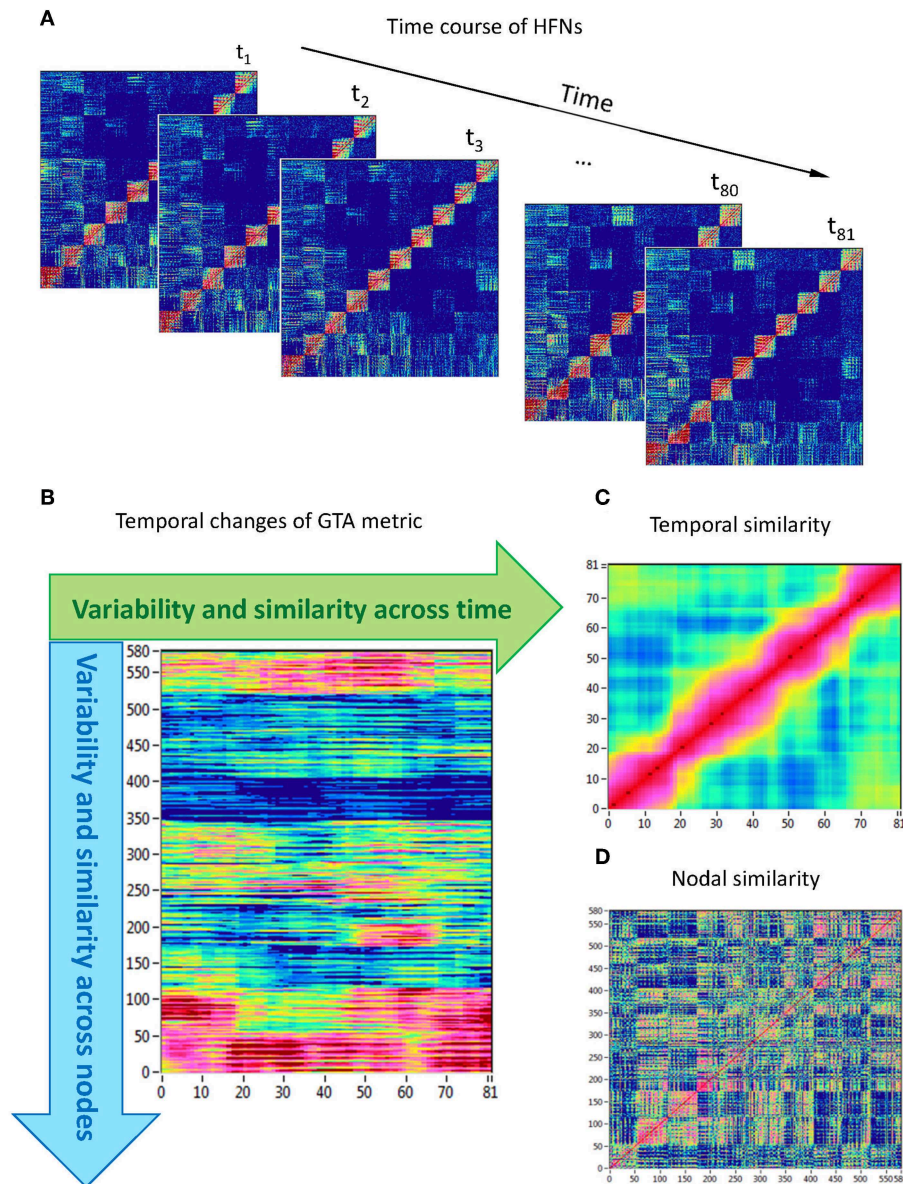 A
Time course of HFNs
t1
t2
t3
Time
...
t80
t81
B
Temporal changes of GTA metric
Variability and similarity across time
Variability and similarity across nodes
580
550
500
450
400
350
300
250
200
150
100
50
0
0 10 20 30 40 50 60 70 81
C
Temporal similarity
81
70
60
50
40
30
20
10
0
0 10 20 30 40 50 60 70 81
D
Nodal similarity
580
550
500
450
400
350
300
250
200
150
100
50
0
0 50 100 150 200 250 300 350 400 450 500 550 58